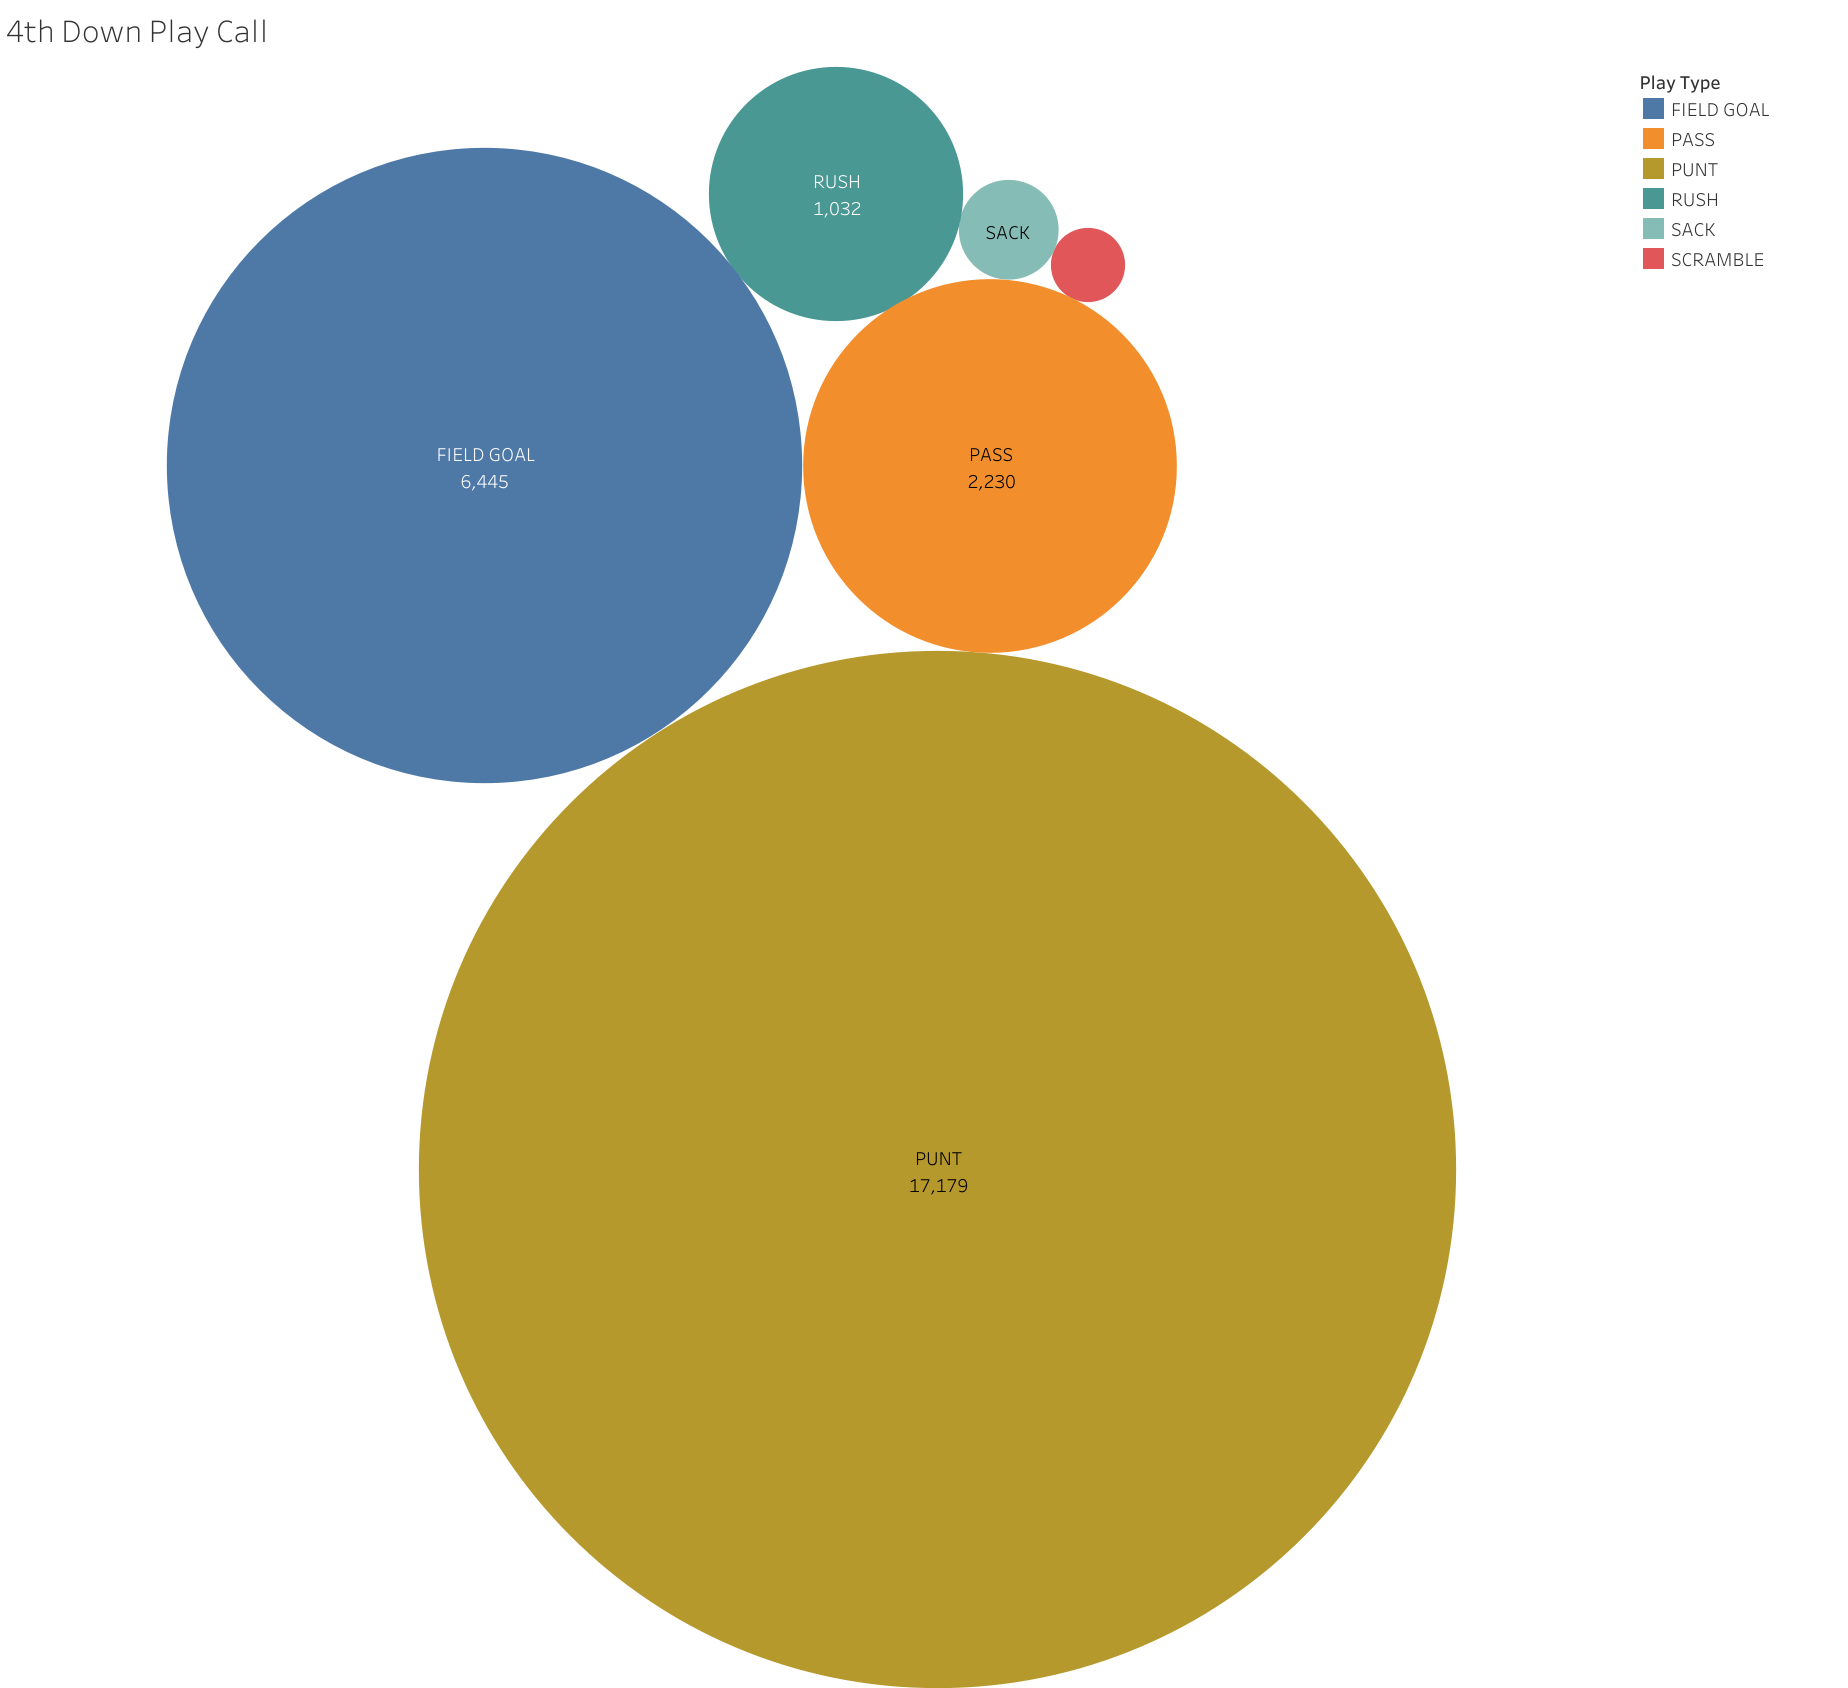 4th Down Play Call
Play Type
FIELD GOAL
PASS
PUNT
RUSH
SACK
SCRAMBLE
RUSH
1,032
SACK
FIELD GOAL
6,445
PASS
2,230
PUNT
17,179